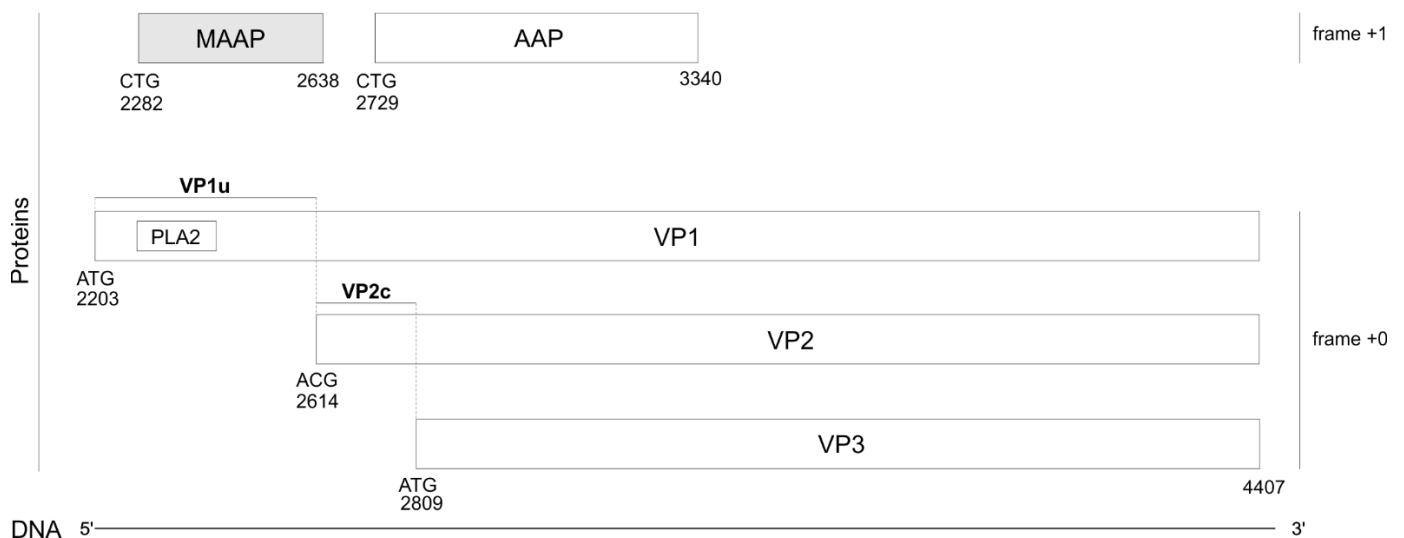 MAAP
AAP
frame +1
CTG
2282
2638
CTG
2729
3340
VP1u
PLA2
VP1
Proteins
ATG
2203
VP2c
VP2
frame +0
ACG
2614
VP3
ATG
2809
4407
DNA 5' 3'